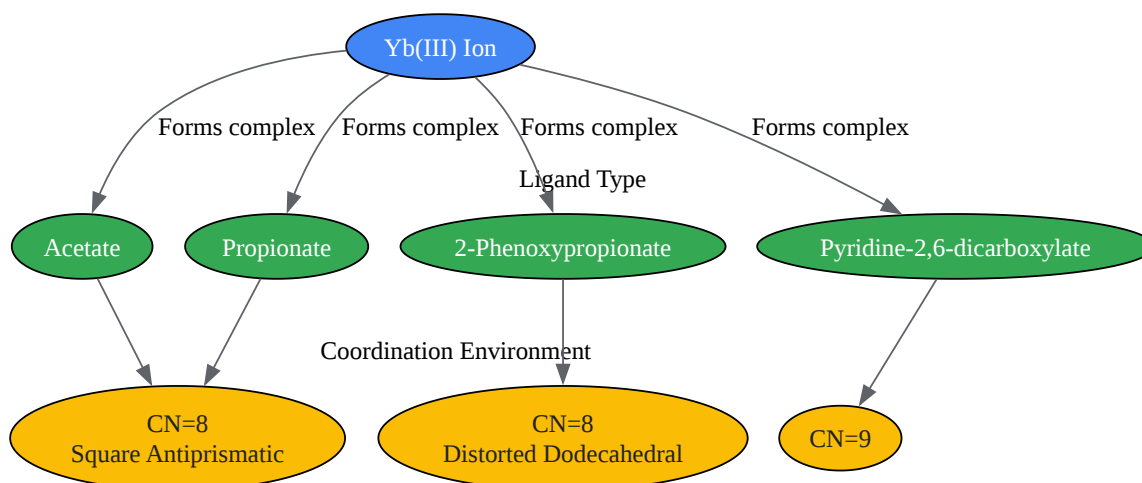 Yb(III) Ion
Forms complex
Forms complex
Forms complex
Forms complex
Ligand Type
Acetate
Propionate
2-Phenoxypropionate
Pyridine-2,6-dicarboxylate
Coordination Environment
CN=8
Square Antiprismatic
CN=8
Distorted Dodecahedral
CN=9